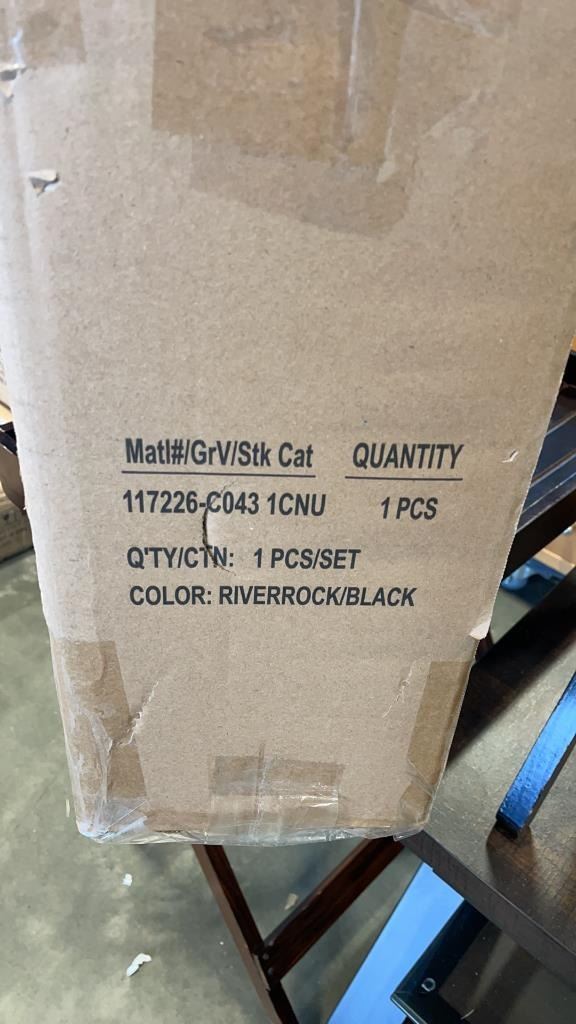 Matl#/GrV/Stk Cat QUANTITY
117226-C043 1CNU 1 PCS
Q'TY/CTN: 1 PCS/SET
COLOR: RIVERROCK/BLACK